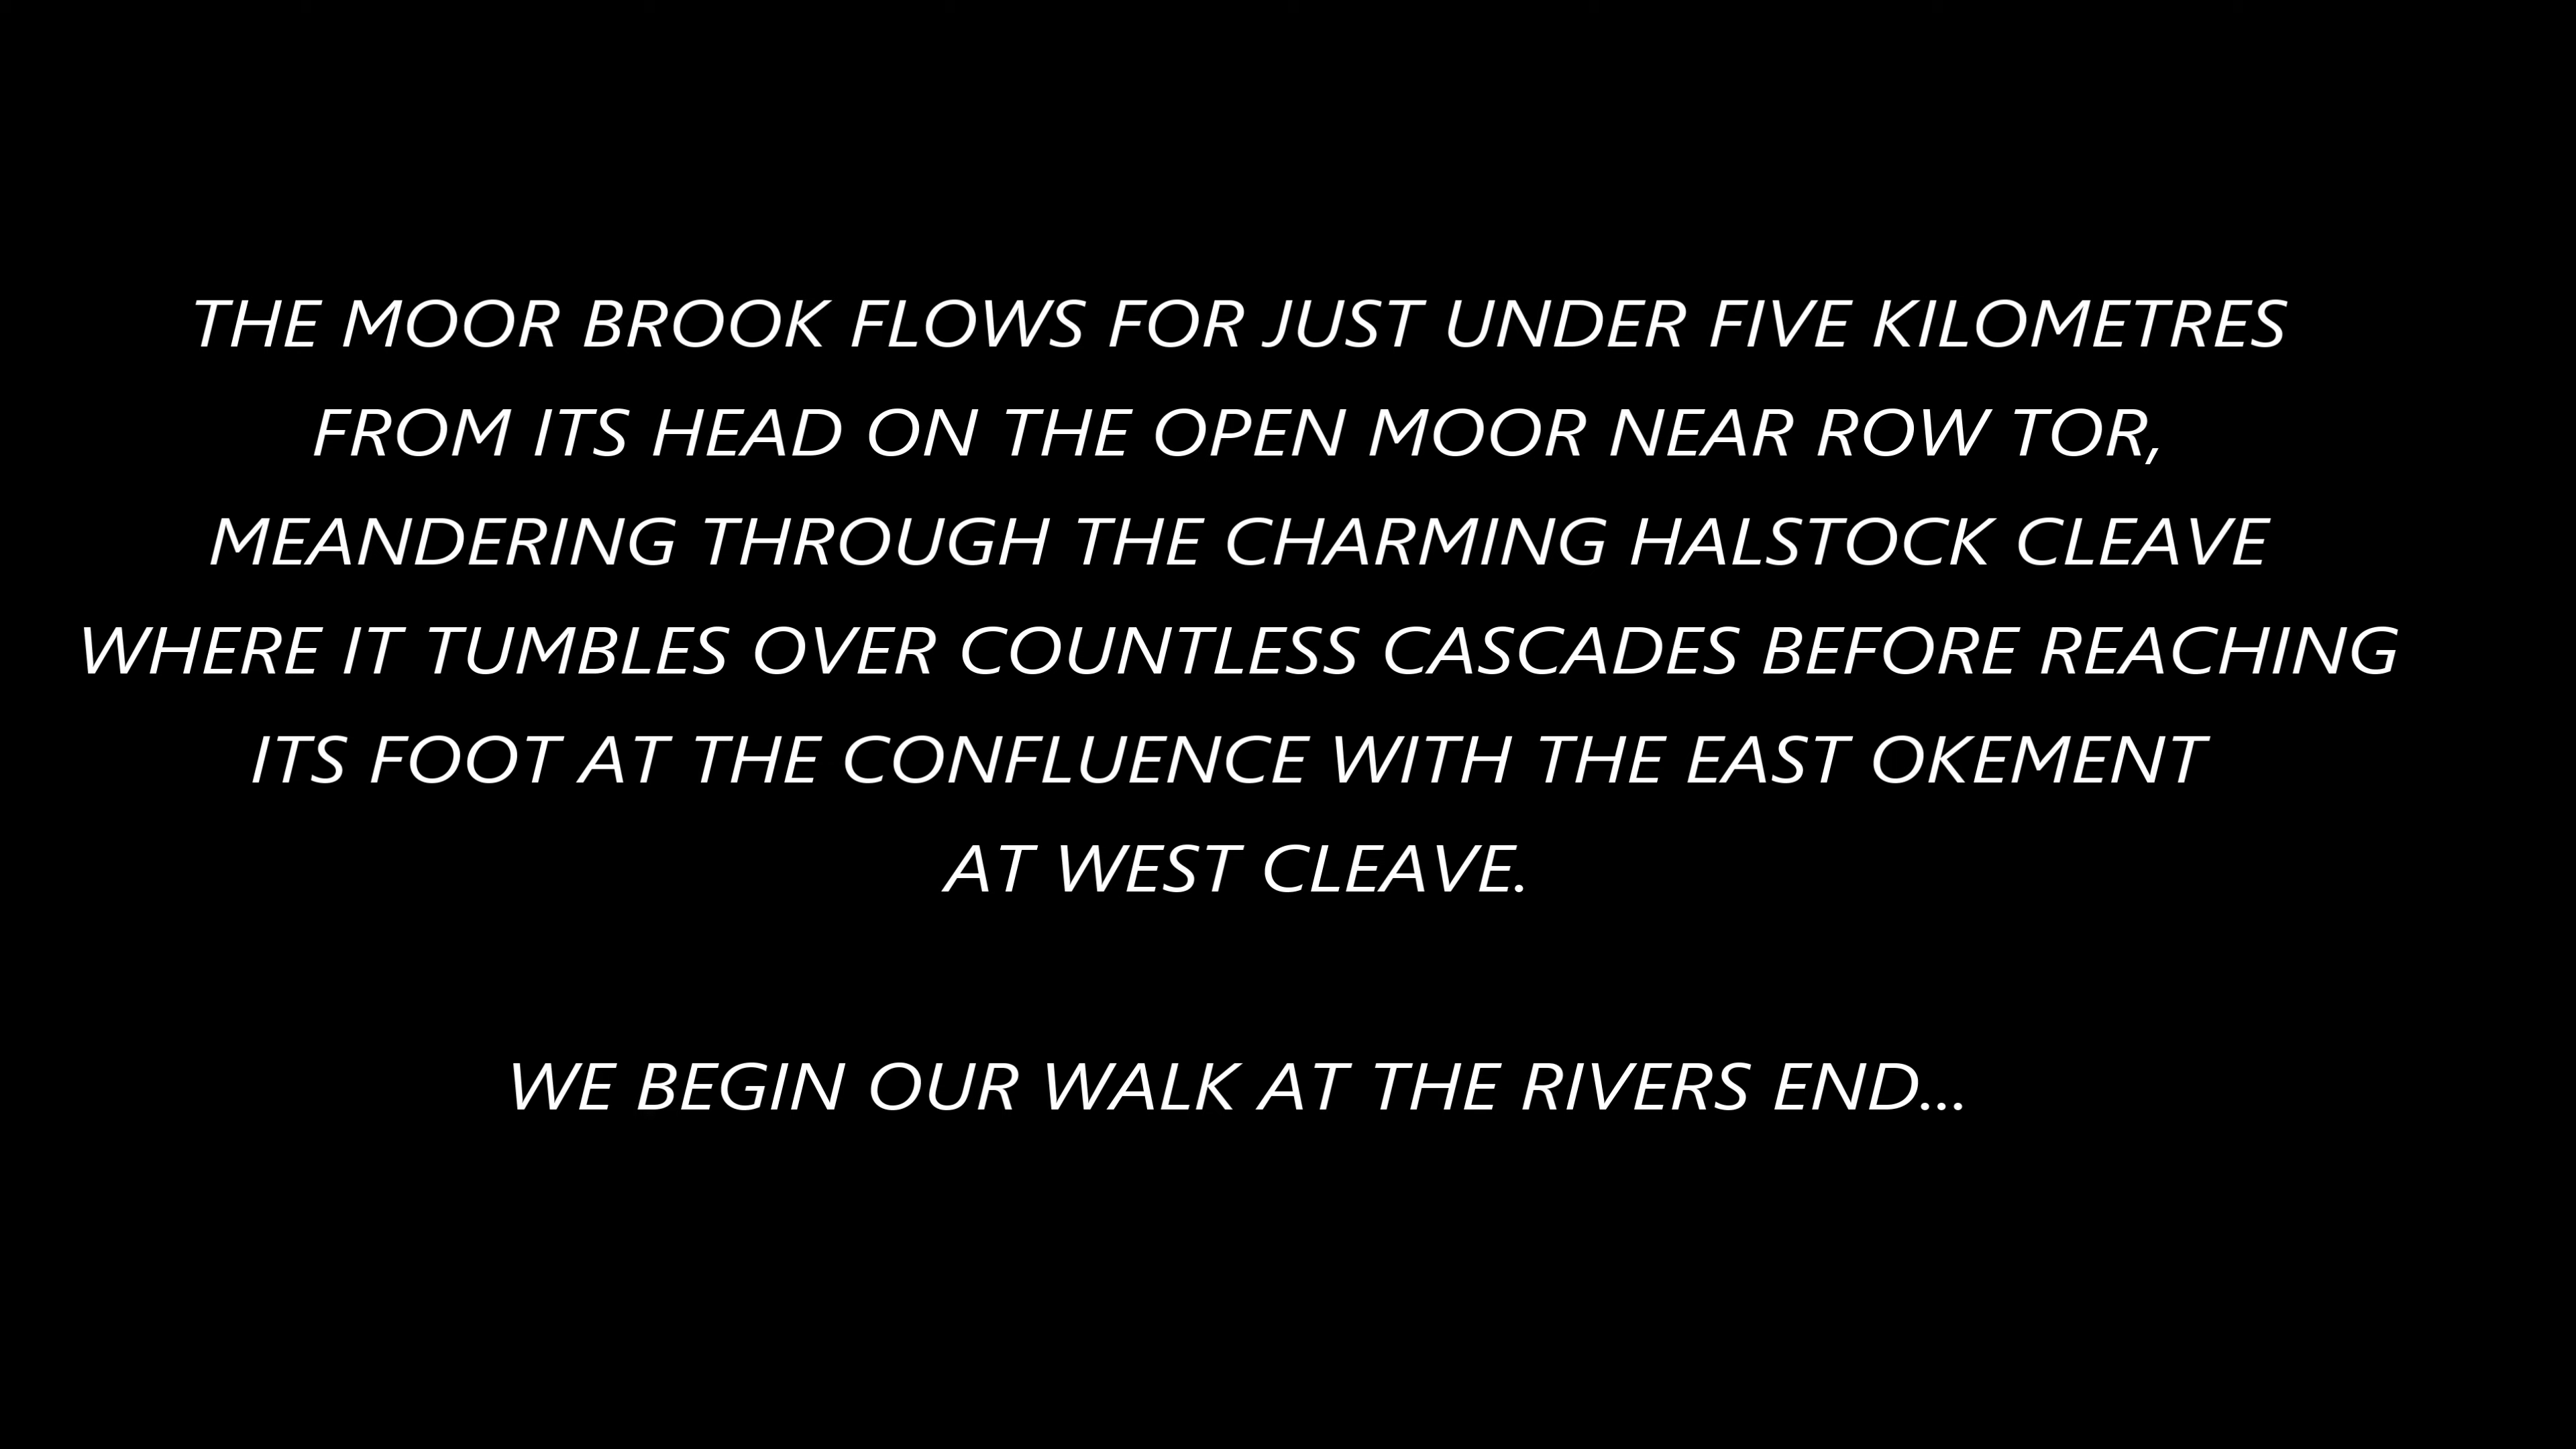 THE MOOR BROOK FLOWS FOR JUST UNDER FIVE KILOMETRES
FROM ITS HEAD ON THE OPEN MOOR NEAR ROW TOR,
MEANDERING THROUGH THE CHARMING HALSTOCK CLEAVE
WHERE IT TUMBLES OVER COUNTLESS CASCADES BEFORE REACHING
ITS FOOT AT THE CONFLUENCE WITH THE EAST OKEMENT
AT WEST CLEAVE.
WE BEGIN OUR WALK AT THE RIVERS END...